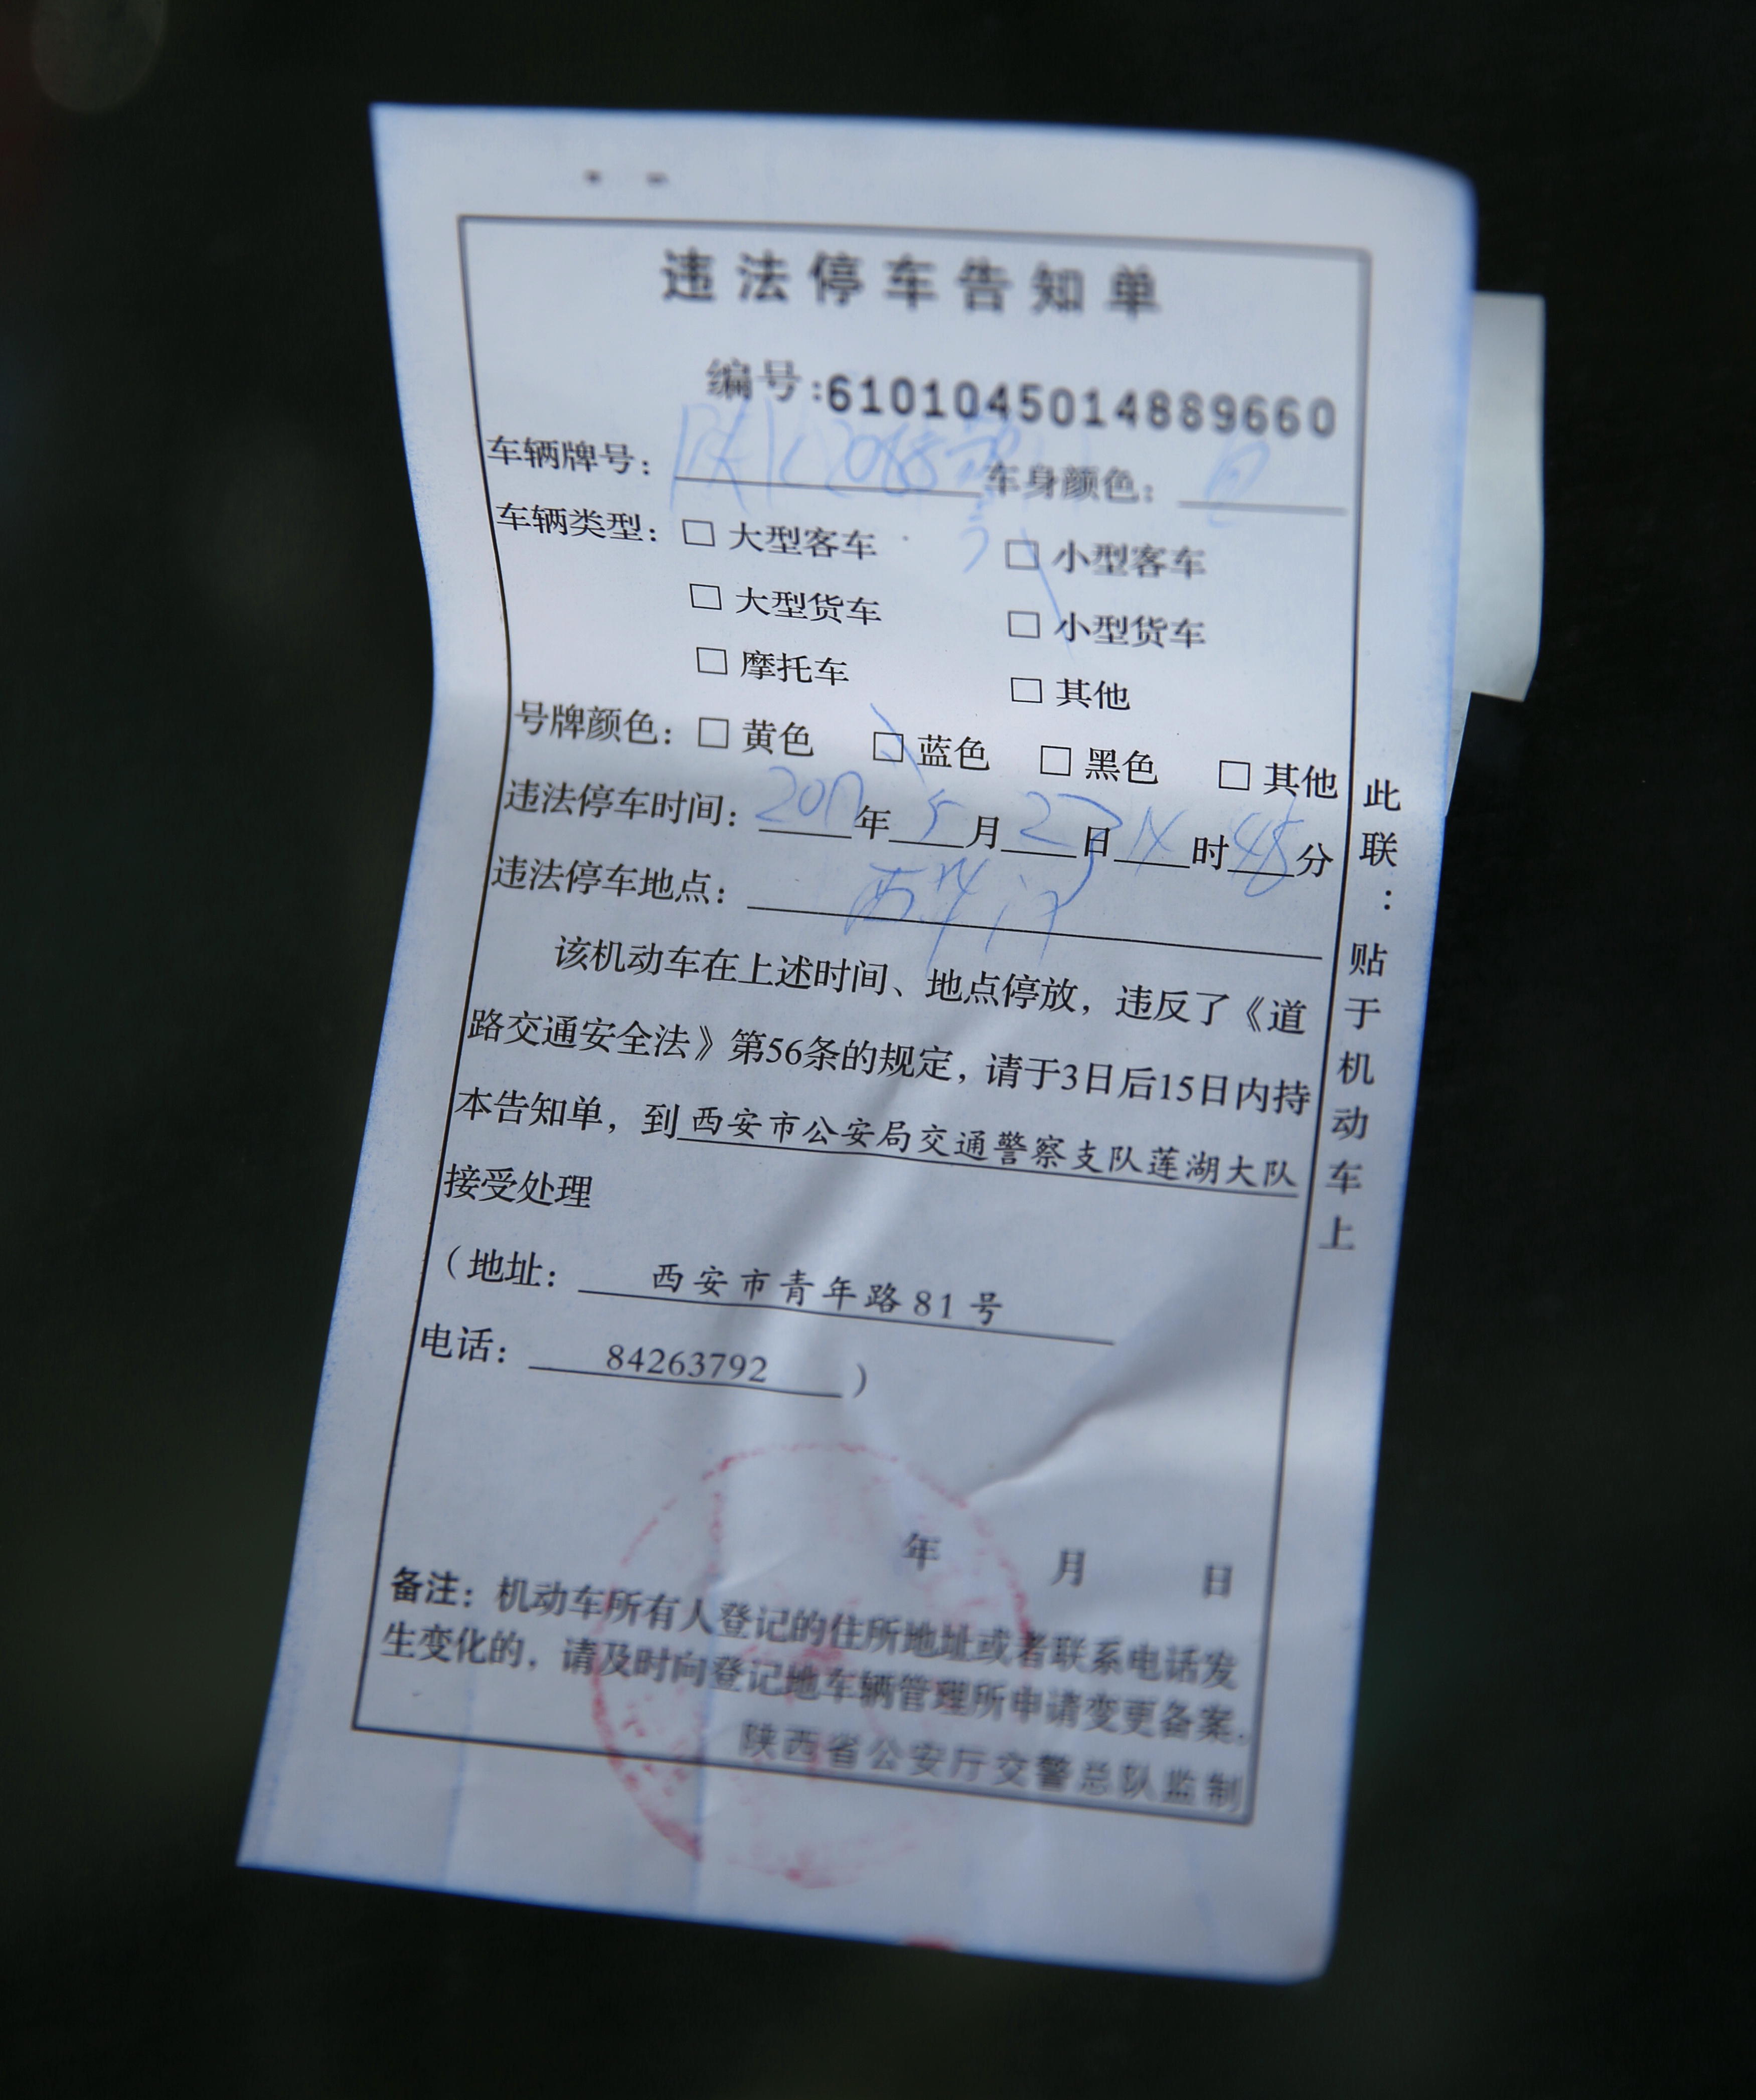 违法停车告知单
编号:6101045014889660
车辆牌号： 车身颜色： 白
车辆类型：□ 大型客车 □ 小型客车
□ 大型货车 □ 小型货车
□ 摩托车 □ 其他
号牌颜色：□ 黄色 □ 蓝色 □ 黑色 □ 其他
违法停车时间：2017年5月23日14时48分
违法停车地点：
该机动车在上述时间、地点停放，违反了《道
路交通安全法》第56条的规定，请于3日后15日内持
本告知单，到西安市公安局交通警察支队莲湖大队
接受处理
（地址： 西安市青年路81号
电话： 84263792 ）
年 月 日
备注：机动车所有人登记的住所地址或者联系电话发
生变化的，请及时向登记地车辆管理所申请变更备案.
陕西省公安厅交警总队监制
此联：贴于机动车上